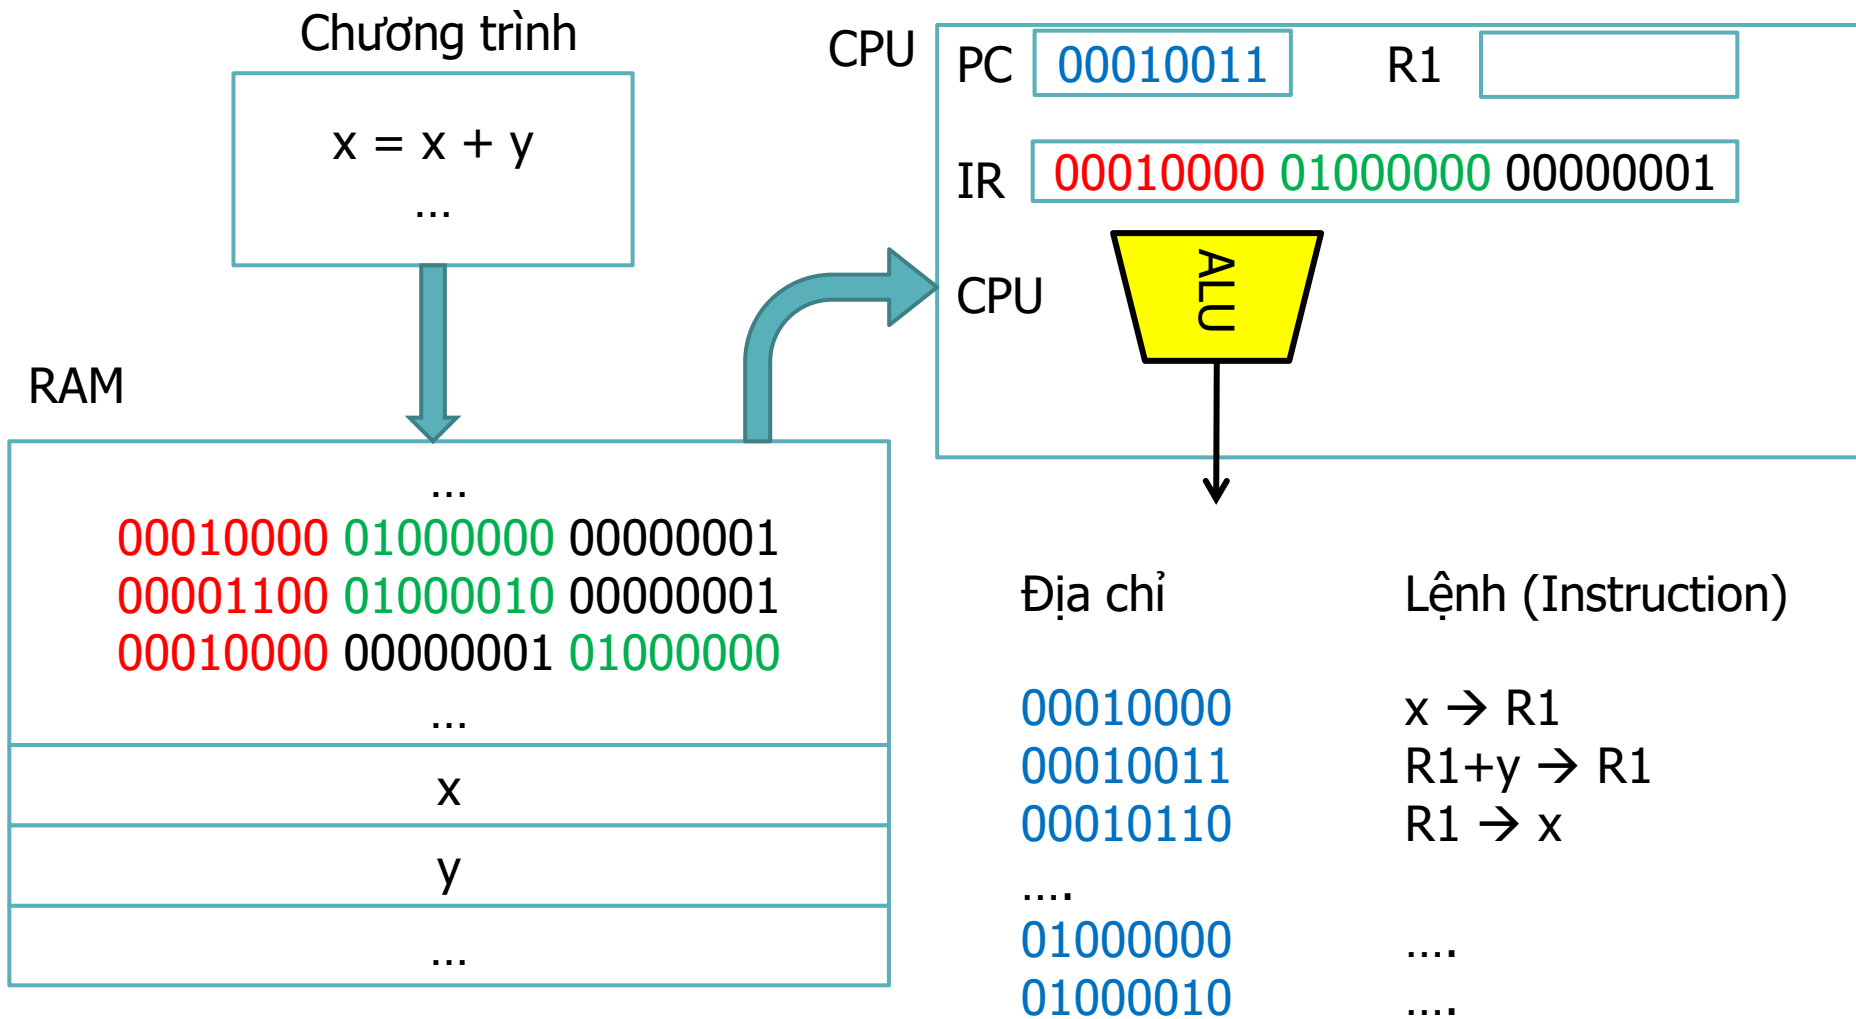 Chương trình
x = x + y
...
RAM
...
00010000 01000000 00000001
00001100 01000010 00000001
00010000 00000001 01000000
...
x
y
...
CPU
PC 00010011 R1
IR 00010000 01000000 00000001
CPU
ALU
Địa chỉ Lệnh (Instruction)
00010000 x → R1
00010011 R1+y → R1
00010110 R1 → x
....
01000000 ....
01000010 ....